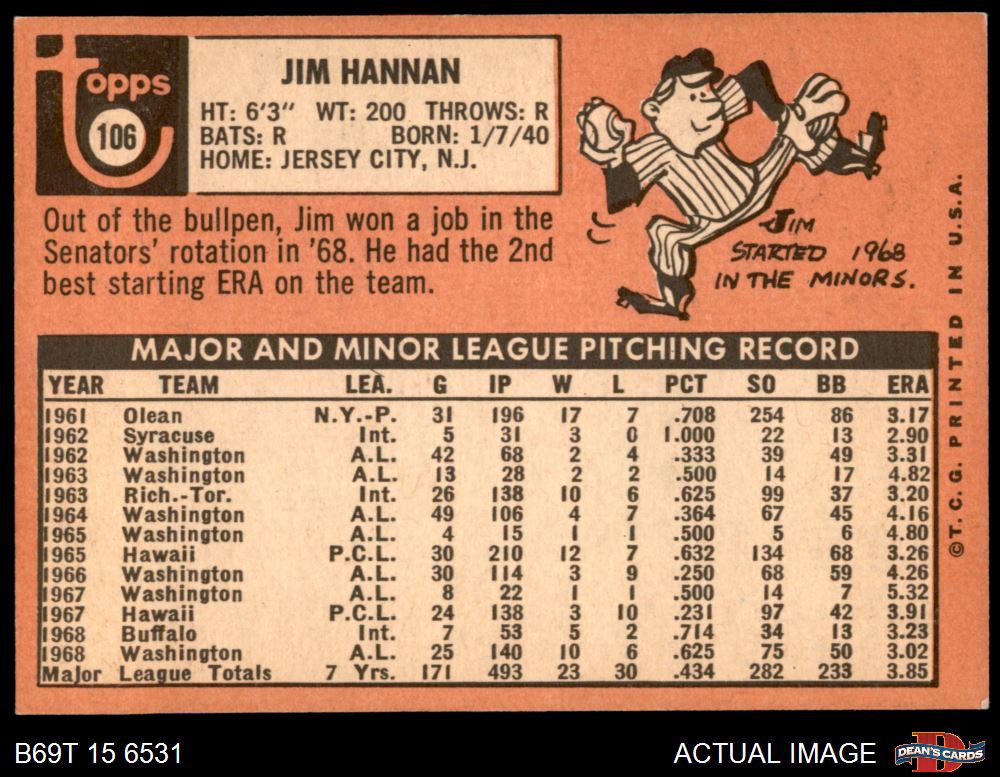 Topps
106
JIM HANNAN
HT: 6'3" WT: 200 THROWS: R
BATS: R BORN: 1/7/40
HOME: JERSEY CITY, N.J.
Out of the bullpen, Jim won a job in the
Senators' rotation in '68. He had the 2nd
best starting ERA on the team.
JIM
STARTED 1968
IN THE MINORS.
MAJOR AND MINOR LEAGUE PITCHING RECORD
YEAR TEAM LEA. G IP W L PCT SO BB ERA
1961 Olean N.Y.-P. 31 196 17 7 .708 254 86 3.17
1962 Syracuse Int. 5 31 3 0 1.000 22 13 2.90
1962 Washington A.L. 42 68 2 4 .333 39 49 3.31
1963 Washington A.L. 13 28 2 2 .500 14 17 4.82
1963 Rich.-Tor. Int. 26 138 10 6 .625 99 37 3.20
1964 Washington A.L. 49 106 4 7 .364 67 45 4.16
1965 Washington A.L. 4 15 1 1 .500 5 6 4.80
1965 Hawaii P.C.L. 30 210 12 7 .632 134 68 3.26
1966 Washington A.L. 30 114 3 9 .250 68 59 4.26
1967 Washington A.L. 8 22 1 1 .500 14 7 5.32
1967 Hawaii P.C.L. 24 138 3 10 .231 97 42 3.91
1968 Buffalo Int. 7 53 5 2 .714 34 13 3.23
1968 Washington A.L. 25 140 10 6 .625 75 50 3.02
Major League Totals 7 Yrs. 171 493 23 30 .434 282 233 3.85
©T.C.G. PRINTED IN U.S.A.
B69T 15 6531
ACTUAL IMAGE
D
DEAN'S CARDS